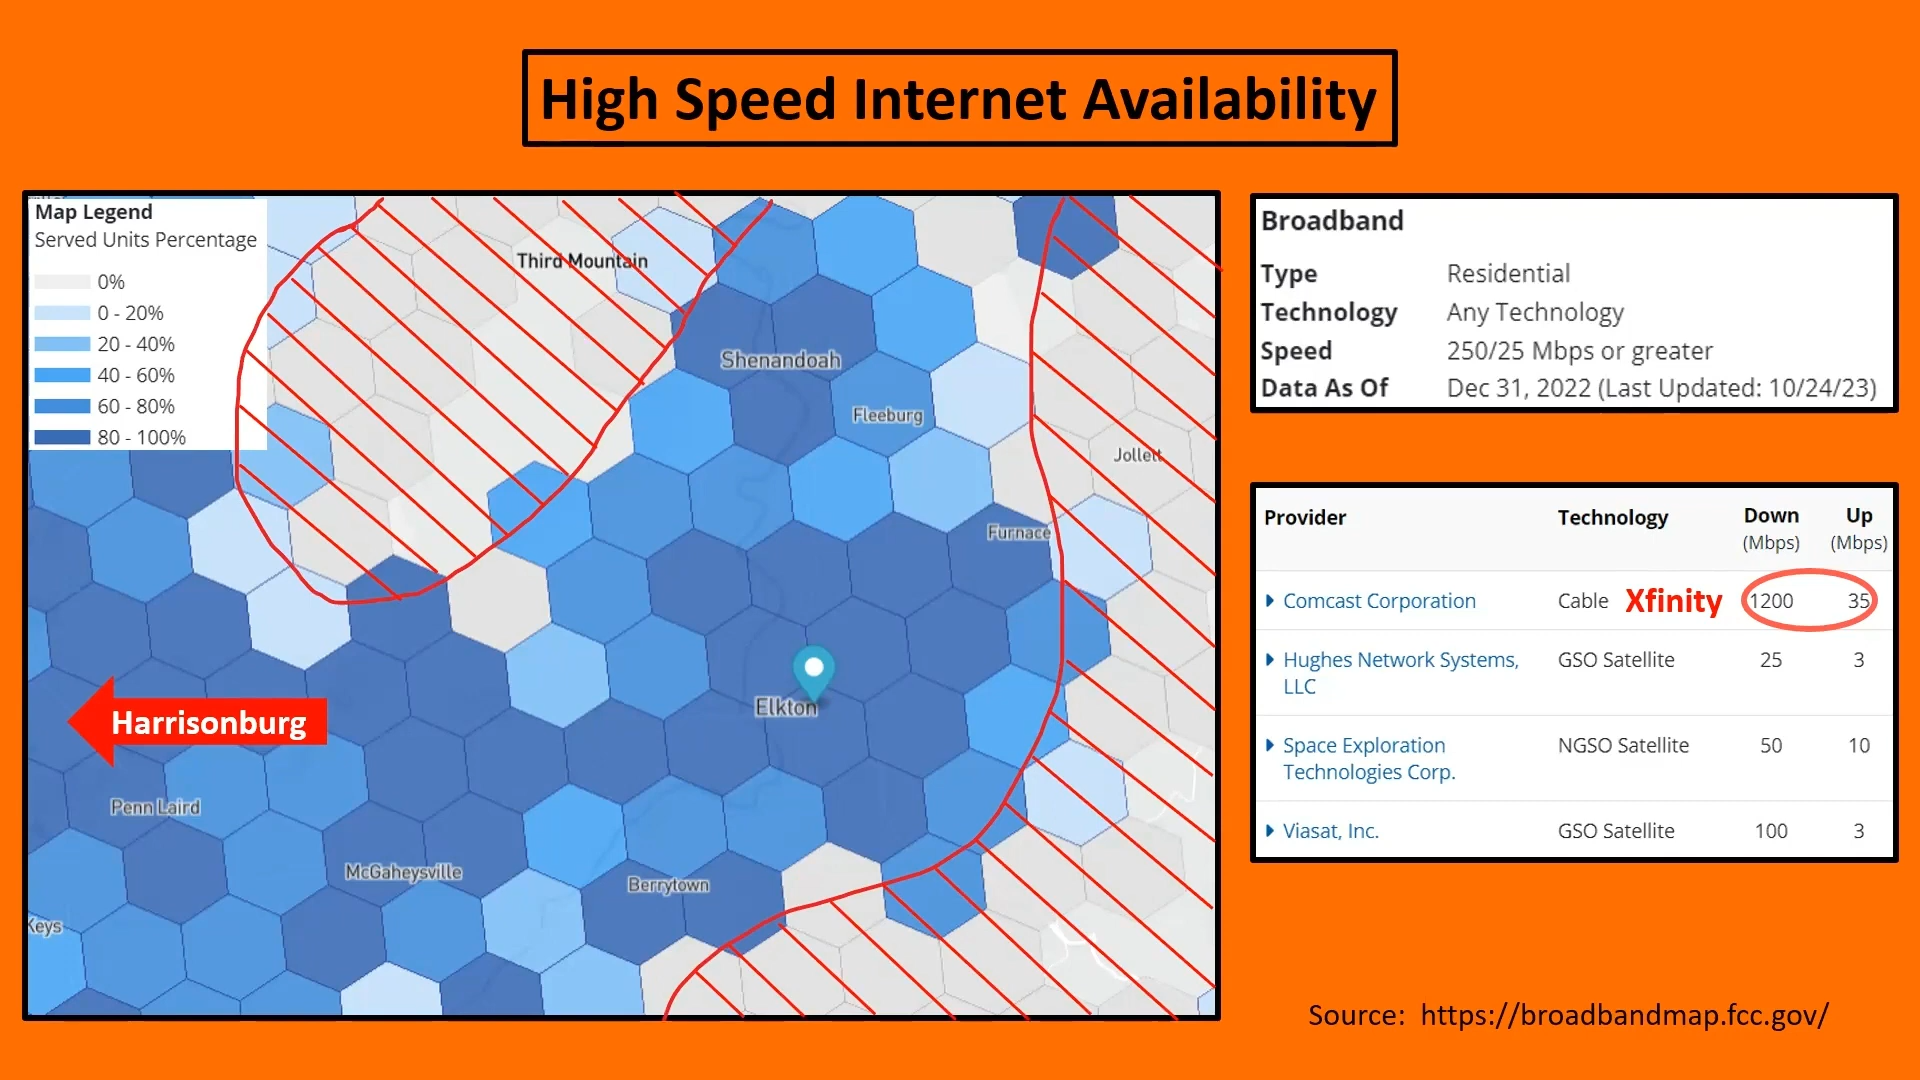 High Speed Internet Availability
Map Legend
Served Units Percentage
0%
0 - 20%
20 - 40%
40 - 60%
60 - 80%
80 - 100%
Third Mountain
Shenandoah
Fleeburg
Jollett
Furnace
Elkton
Harrisonburg
Penn Laird
McGaheysville
Berrytown
Keys
Broadband
Type Residential
Technology Any Technology
Speed 250/25 Mbps or greater
Data As Of Dec 31, 2022 (Last Updated: 10/24/23)
Provider Technology Down Up
(Mbps) (Mbps)
Comcast Corporation Cable Xfinity 1200 35
Hughes Network Systems, GSO Satellite 25 3
LLC
Space Exploration NGSO Satellite 50 10
Technologies Corp.
Viasat, Inc. GSO Satellite 100 3
Source: https://broadbandmap.fcc.gov/